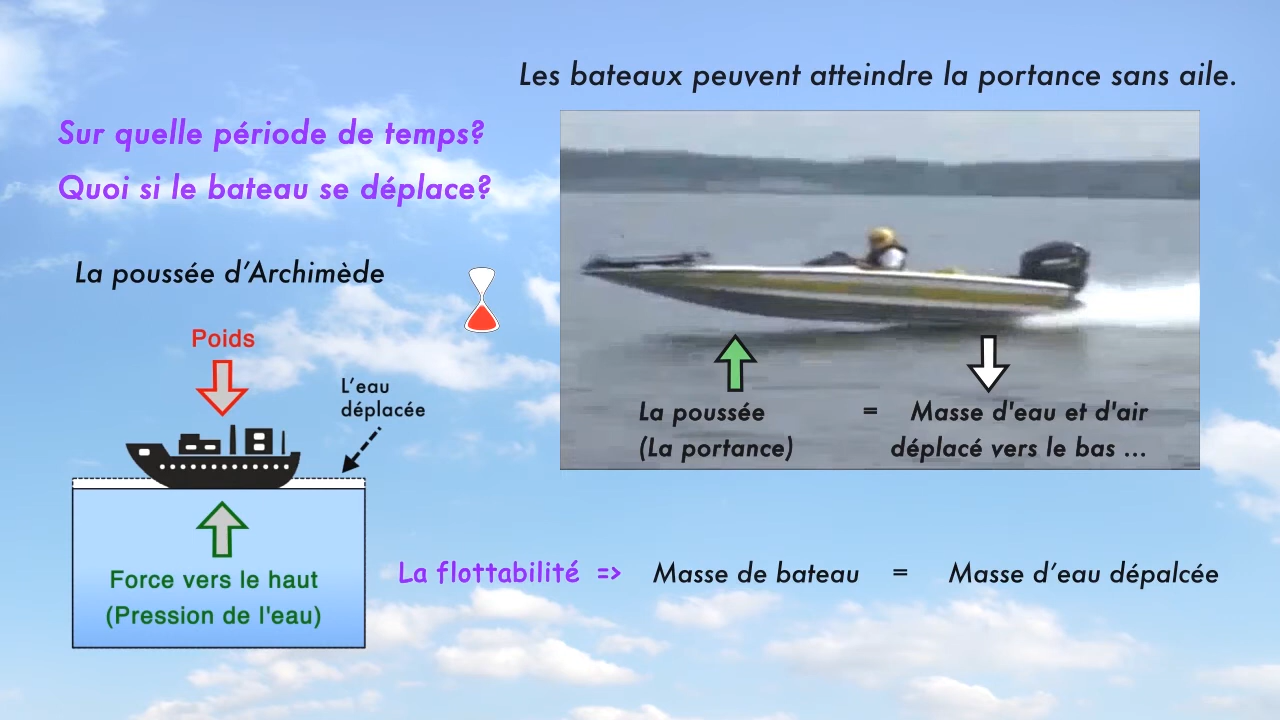 Les bateaux peuvent atteindre la portance sans aile.
Sur quelle période de temps?
Quoi si le bateau se déplace?
La poussée d’Archimède
Poids
L’eau
déplacée
Force vers le haut
(Pression de l'eau)
La poussée = Masse d'eau et d'air
(La portance) déplacé vers le bas ...
La flottabilité => Masse de bateau = Masse d’eau dépalcée